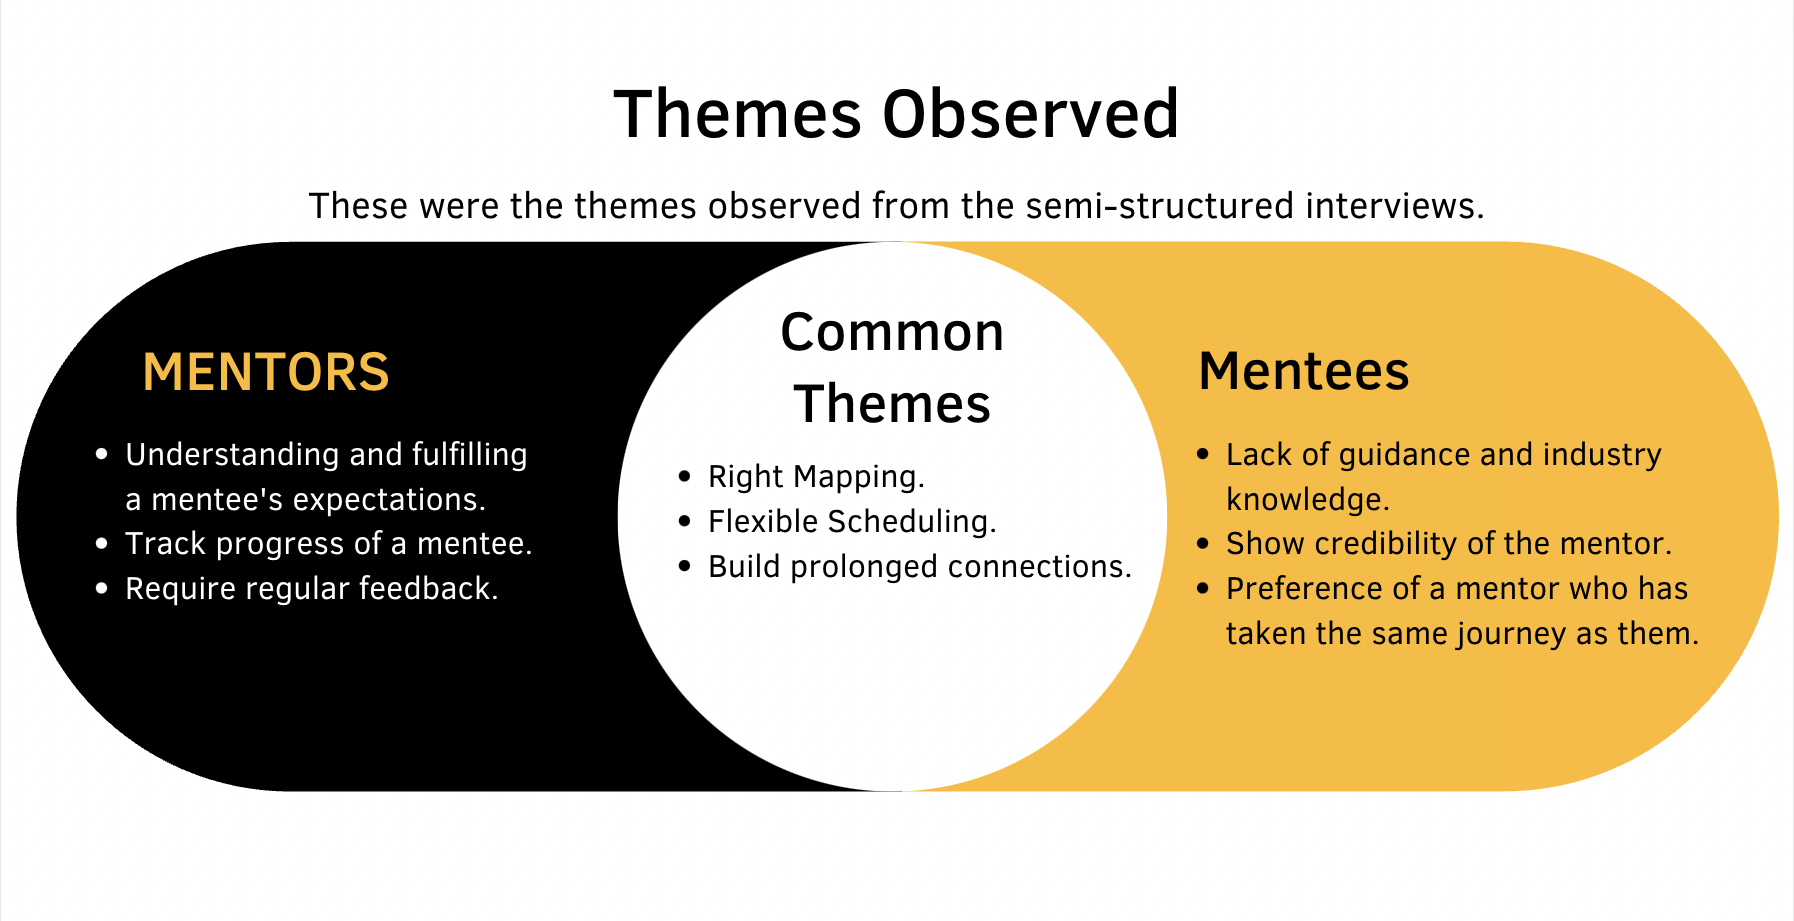 Themes Observed
These were the themes observed from the semi-structured interviews.
MENTORS
• Understanding and fulfilling
a mentee's expectations.
• Track progress of a mentee.
• Require regular feedback.
Common
Themes
• Right Mapping.
• Flexible Scheduling.
• Build prolonged connections.
Mentees
• Lack of guidance and industry
knowledge.
• Show credibility of the mentor.
• Preference of a mentor who has
taken the same journey as them.